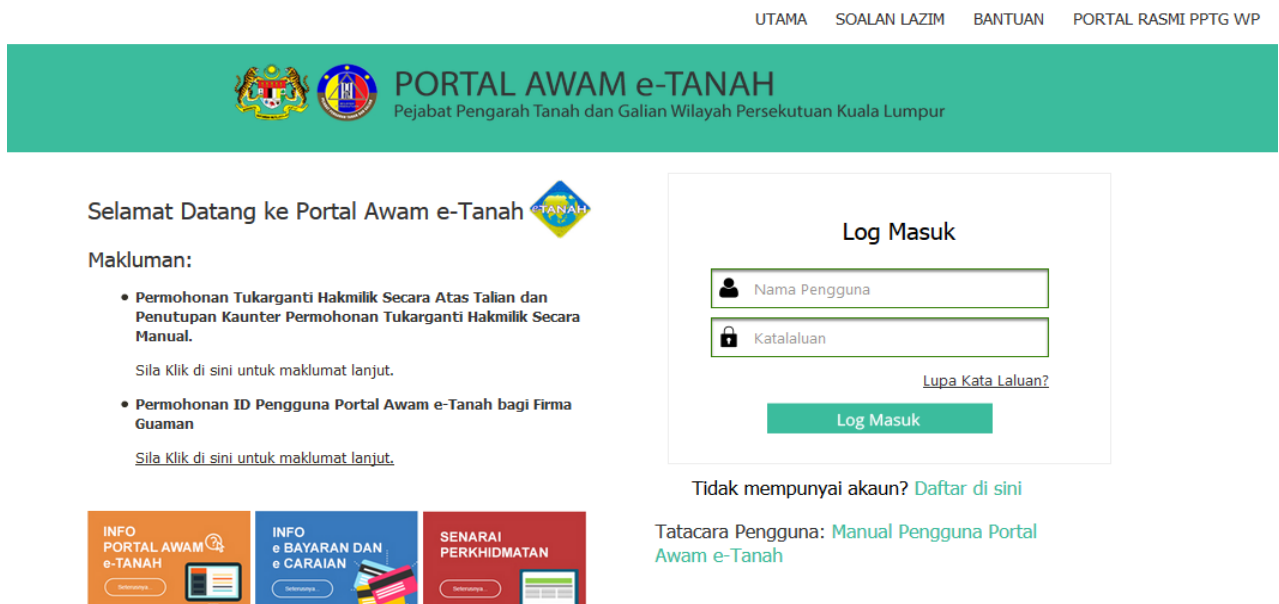 UTAMA SOALAN LAZIM BANTUAN PORTAL RASMI PPTG WP
PORTAL AWAM e-TANAH
Pejabat Pengarah Tanah dan Galian Wilayah Persekutuan Kuala Lumpur
Selamat Datang ke Portal Awam e-Tanah
eTANAH
Makluman:
• Permohonan Tukarganti Hakmilik Secara Atas Talian dan
Penutupan Kaunter Permohonan Tukarganti Hakmilik Secara
Manual.
Sila Klik di sini untuk maklumat lanjut.
• Permohonan ID Pengguna Portal Awam e-Tanah bagi Firma
Guaman
Sila Klik di sini untuk maklumat lanjut.
INFO
PORTAL AWAM
e-TANAH
Seterusnya...
INFO
e BAYARAN DAN
e CARAIAN
Seterusnya...
SENARAI
PERKHIDMATAN
Seterusnya...
Log Masuk
Nama Pengguna
Katalaluan
Lupa Kata Laluan?
Log Masuk
Tidak mempunyai akaun? Daftar di sini
Tatacara Pengguna: Manual Pengguna Portal
Awam e-Tanah